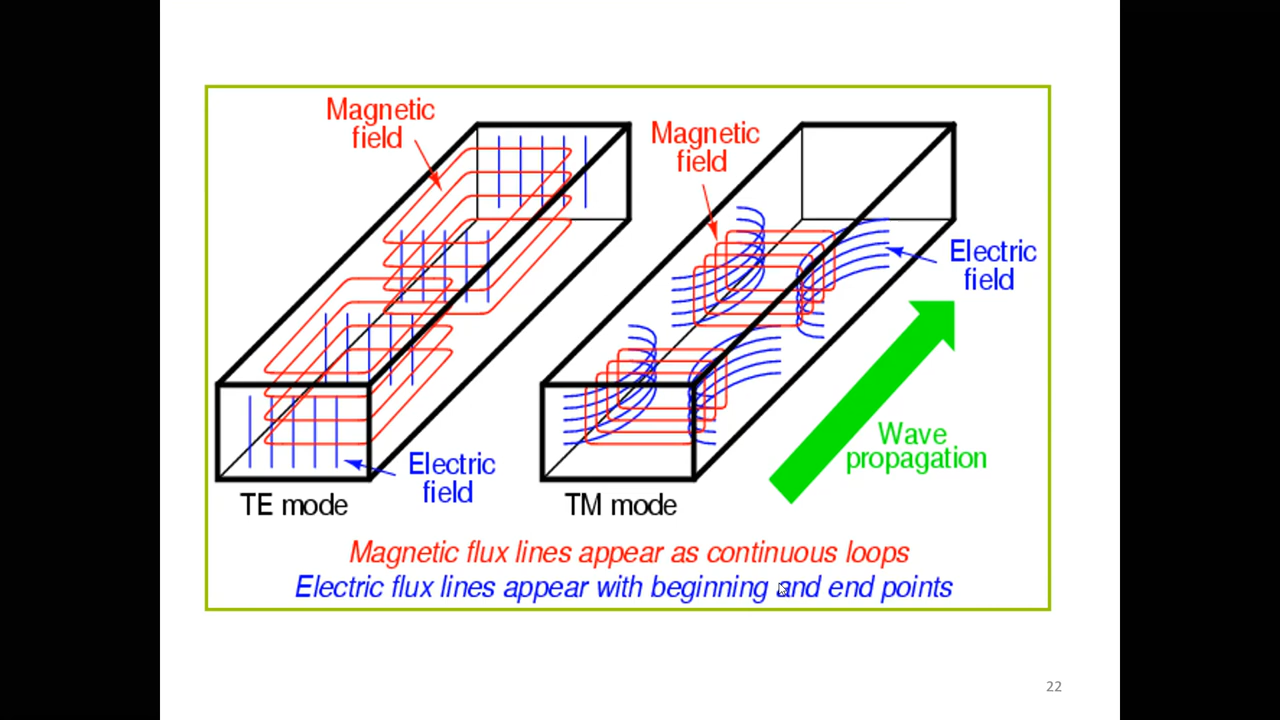 Magnetic
field
Magnetic
field
Electric
field
Wave
propagation
Electric
field
TE mode
TM mode
Magnetic flux lines appear as continuous loops
Electric flux lines appear with beginning and end points
22